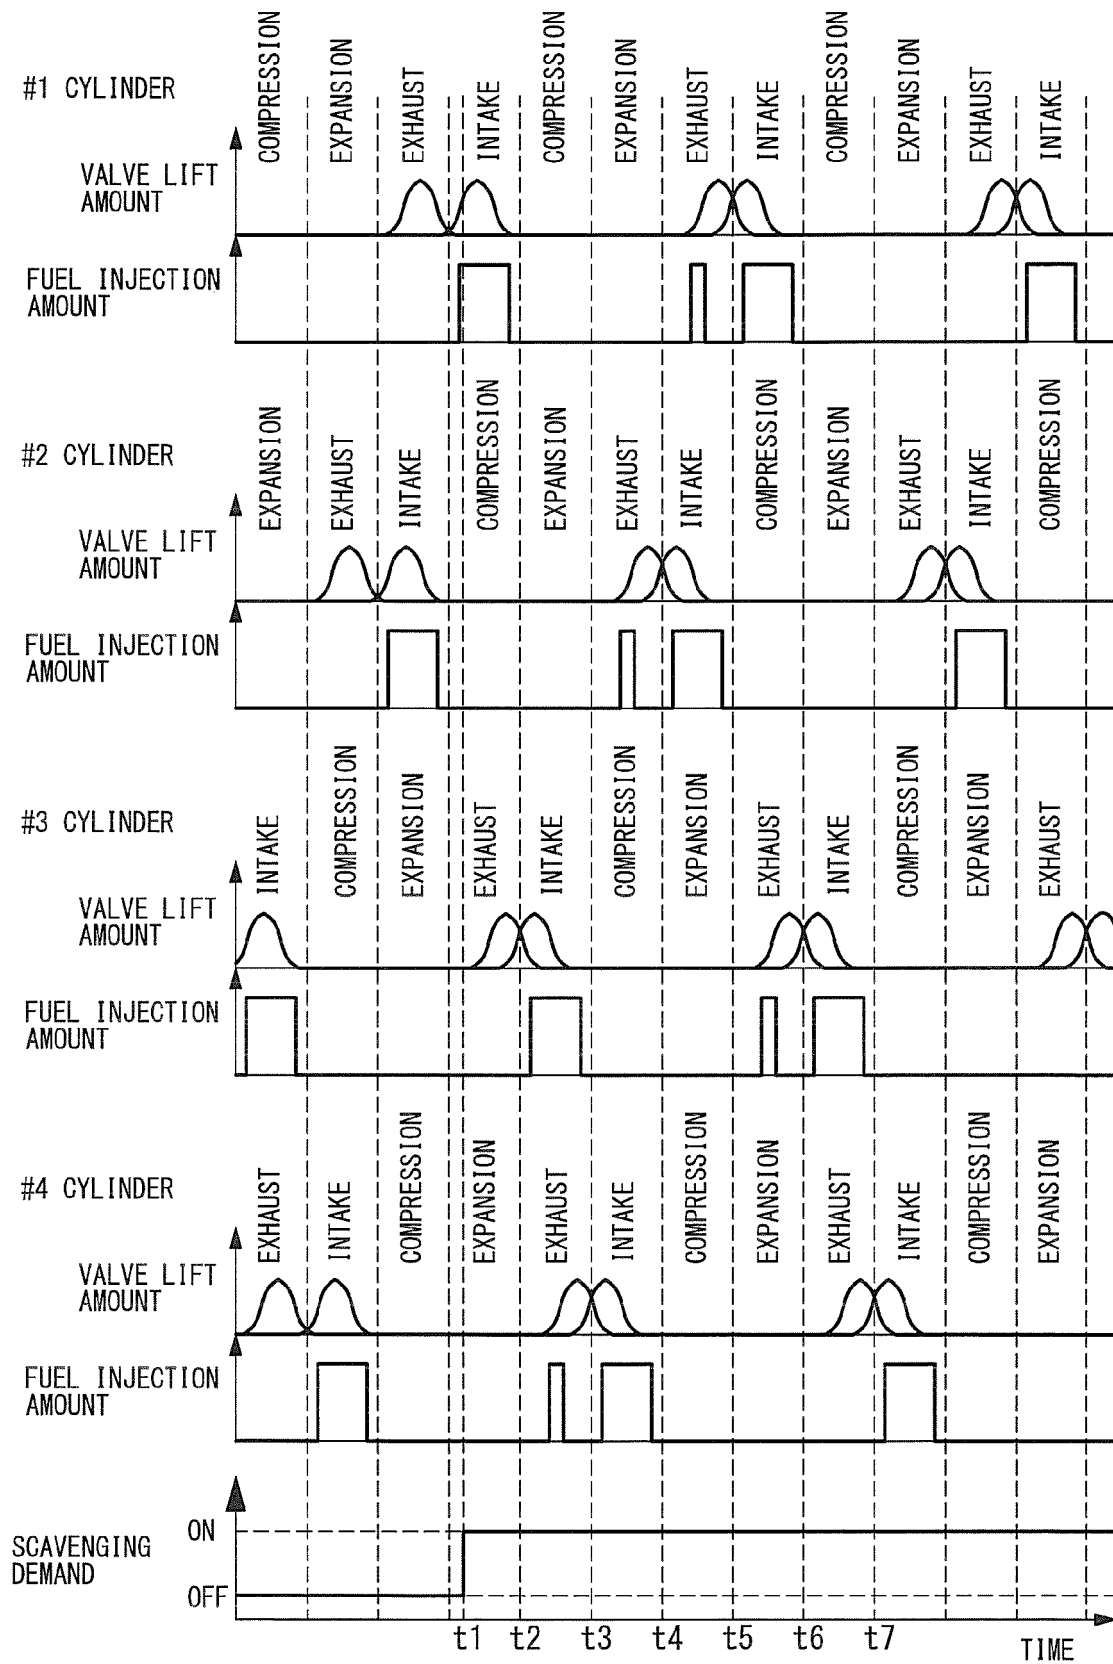 #1 CYLINDER
COMPRESSION EXPANSION EXHAUST INTAKE COMPRESSION EXPANSION EXHAUST INTAKE COMPRESSION EXPANSION EXHAUST INTAKE
VALVE LIFT
AMOUNT
FUEL INJECTION
AMOUNT
#2 CYLINDER
EXPANSION EXHAUST INTAKE COMPRESSION EXPANSION EXHAUST INTAKE COMPRESSION EXPANSION EXHAUST INTAKE COMPRESSION
VALVE LIFT
AMOUNT
FUEL INJECTION
AMOUNT
#3 CYLINDER
INTAKE COMPRESSION EXPANSION EXHAUST INTAKE COMPRESSION EXPANSION EXHAUST INTAKE COMPRESSION EXPANSION EXHAUST
VALVE LIFT
AMOUNT
FUEL INJECTION
AMOUNT
#4 CYLINDER
EXHAUST INTAKE COMPRESSION EXPANSION EXHAUST INTAKE COMPRESSION EXPANSION EXHAUST INTAKE COMPRESSION EXPANSION
VALVE LIFT
AMOUNT
FUEL INJECTION
AMOUNT
ON
SCAVENGING
DEMAND
OFF
t1 t2 t3 t4 t5 t6 t7
TIME